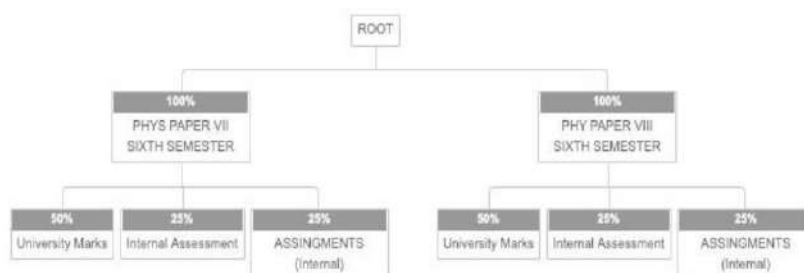 ROOT
100%
PHYS PAPER VII
SIXTH SEMESTER
100%
PHY PAPER VIII
SIXTH SEMESTER
50%
University Marks
25%
Internal Assessment
25%
ASSINGMENTS
(Internal)
50%
University Marks
25%
Internal Assessment
25%
ASSINGMENTS
(Internal)